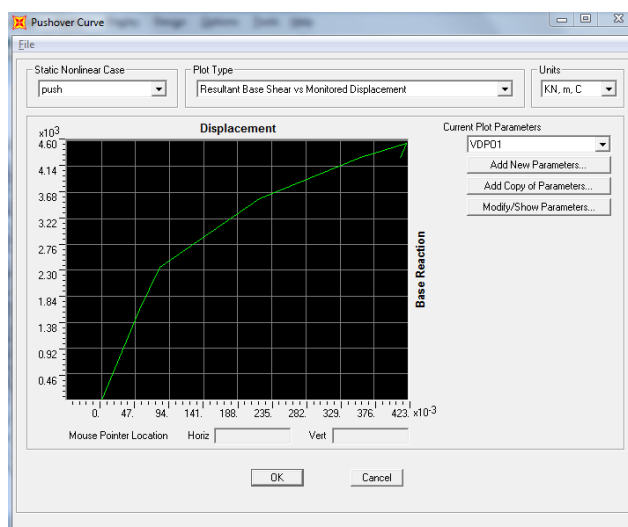 Pushover Curve
File
Static Nonlinear Case
push
Plot Type
Resultant Base Shear vs Monitored Displacement
Units
KN, m, C
Displacement
x10^3
4.60
4.14
3.68
3.22
2.76
2.30
1.84
1.38
0.92
0.46
0. 47. 94. 141. 188. 235. 282. 329. 376. 423. x10^-3
Base Reaction
Current Plot Parameters
VDPO1
Add New Parameters...
Add Copy of Parameters...
Modify/Show Parameters...
Mouse Pointer Location Horiz Vert
OK Cancel